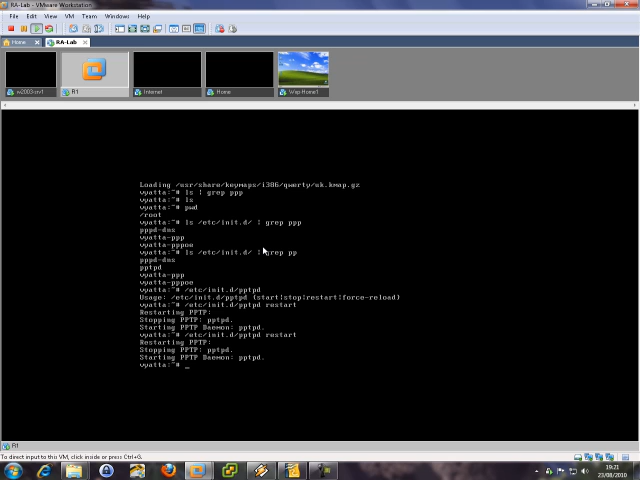 RA-Lab - VMware Workstation
File Edit View VM Team Windows Help
Home RA-Lab
w2003-srv1 R1 Internet Home Wxp-Home1
Loading /usr/share/keymaps/i386/qwerty/uk.kmap.gz
vyatta:~# ls | grep ppp
vyatta:~# ls
vyatta:~# pwd
/root
vyatta:~# ls /etc/init.d/ | grep ppp
pppd-dns
vyatta-ppp
vyatta-pppoe
vyatta:~# ls /etc/init.d/ | grep pp
pppd-dns
pptpd
vyatta-ppp
vyatta-pppoe
vyatta:~# /etc/init.d/pptpd
Usage: /etc/init.d/pptpd {start|stop|restart|force-reload}
vyatta:~# /etc/init.d/pptpd restart
Restarting PPTP:
Stopping PPTP: pptpd.
Starting PPTP Daemon: pptpd.
vyatta:~# /etc/init.d/pptpd restart
Restarting PPTP:
Stopping PPTP: pptpd.
Starting PPTP Daemon: pptpd.
vyatta:~# _
R1
To direct input to this VM, click inside or press Ctrl+G.
19:21
23/08/2010